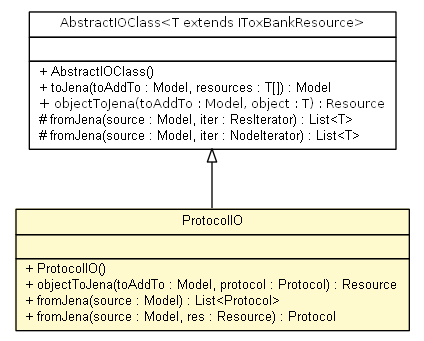 AbstractIOClass<T extends IToxBankResource>
+ AbstractIOClass()
+ toJena(toAddTo : Model, resources : T[]) : Model
+ objectToJena(toAddTo : Model, object : T) : Resource
# fromJena(source : Model, iter : ResIterator) : List<T>
# fromJena(source : Model, iter : NodeIterator) : List<T>
ProtocolIO
+ ProtocolIO()
+ objectToJena(toAddTo : Model, protocol : Protocol) : Resource
+ fromJena(source : Model) : List<Protocol>
+ fromJena(source : Model, res : Resource) : Protocol